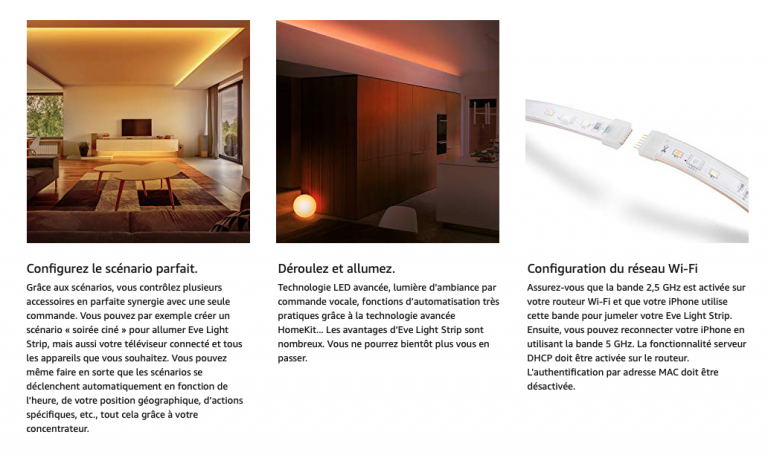 Configurez le scénario parfait.
Grâce aux scénarios, vous contrôlez plusieurs
accessoires en parfaite synergie avec une seule
commande. Vous pouvez par exemple créer un
scénario « soirée ciné » pour allumer Eve Light
Strip, mais aussi votre téléviseur connecté et tous
les appareils que vous souhaitez. Vous pouvez
même faire en sorte que les scénarios se
déclenchent automatiquement en fonction de
l'heure, de votre position géographique, d'actions
spécifiques, etc., tout cela grâce à votre
concentrateur.
Déroulez et allumez.
Technologie LED avancée, lumière d'ambiance par
commande vocale, fonctions d'automatisation très
pratiques grâce à la technologie avancée
HomeKit... Les avantages d'Eve Light Strip sont
nombreux. Vous ne pourrez bientôt plus vous en
passer.
Configuration du réseau Wi-Fi
Assurez-vous que la bande 2,5 GHz est activée sur
votre routeur Wi-Fi et que votre iPhone utilise
cette bande pour jumeler votre Eve Light Strip.
Ensuite, vous pouvez reconnecter votre iPhone en
utilisant la bande 5 GHz. La fonctionnalité serveur
DHCP doit être activée sur le routeur.
L'authentification par adresse MAC doit être
désactivée.